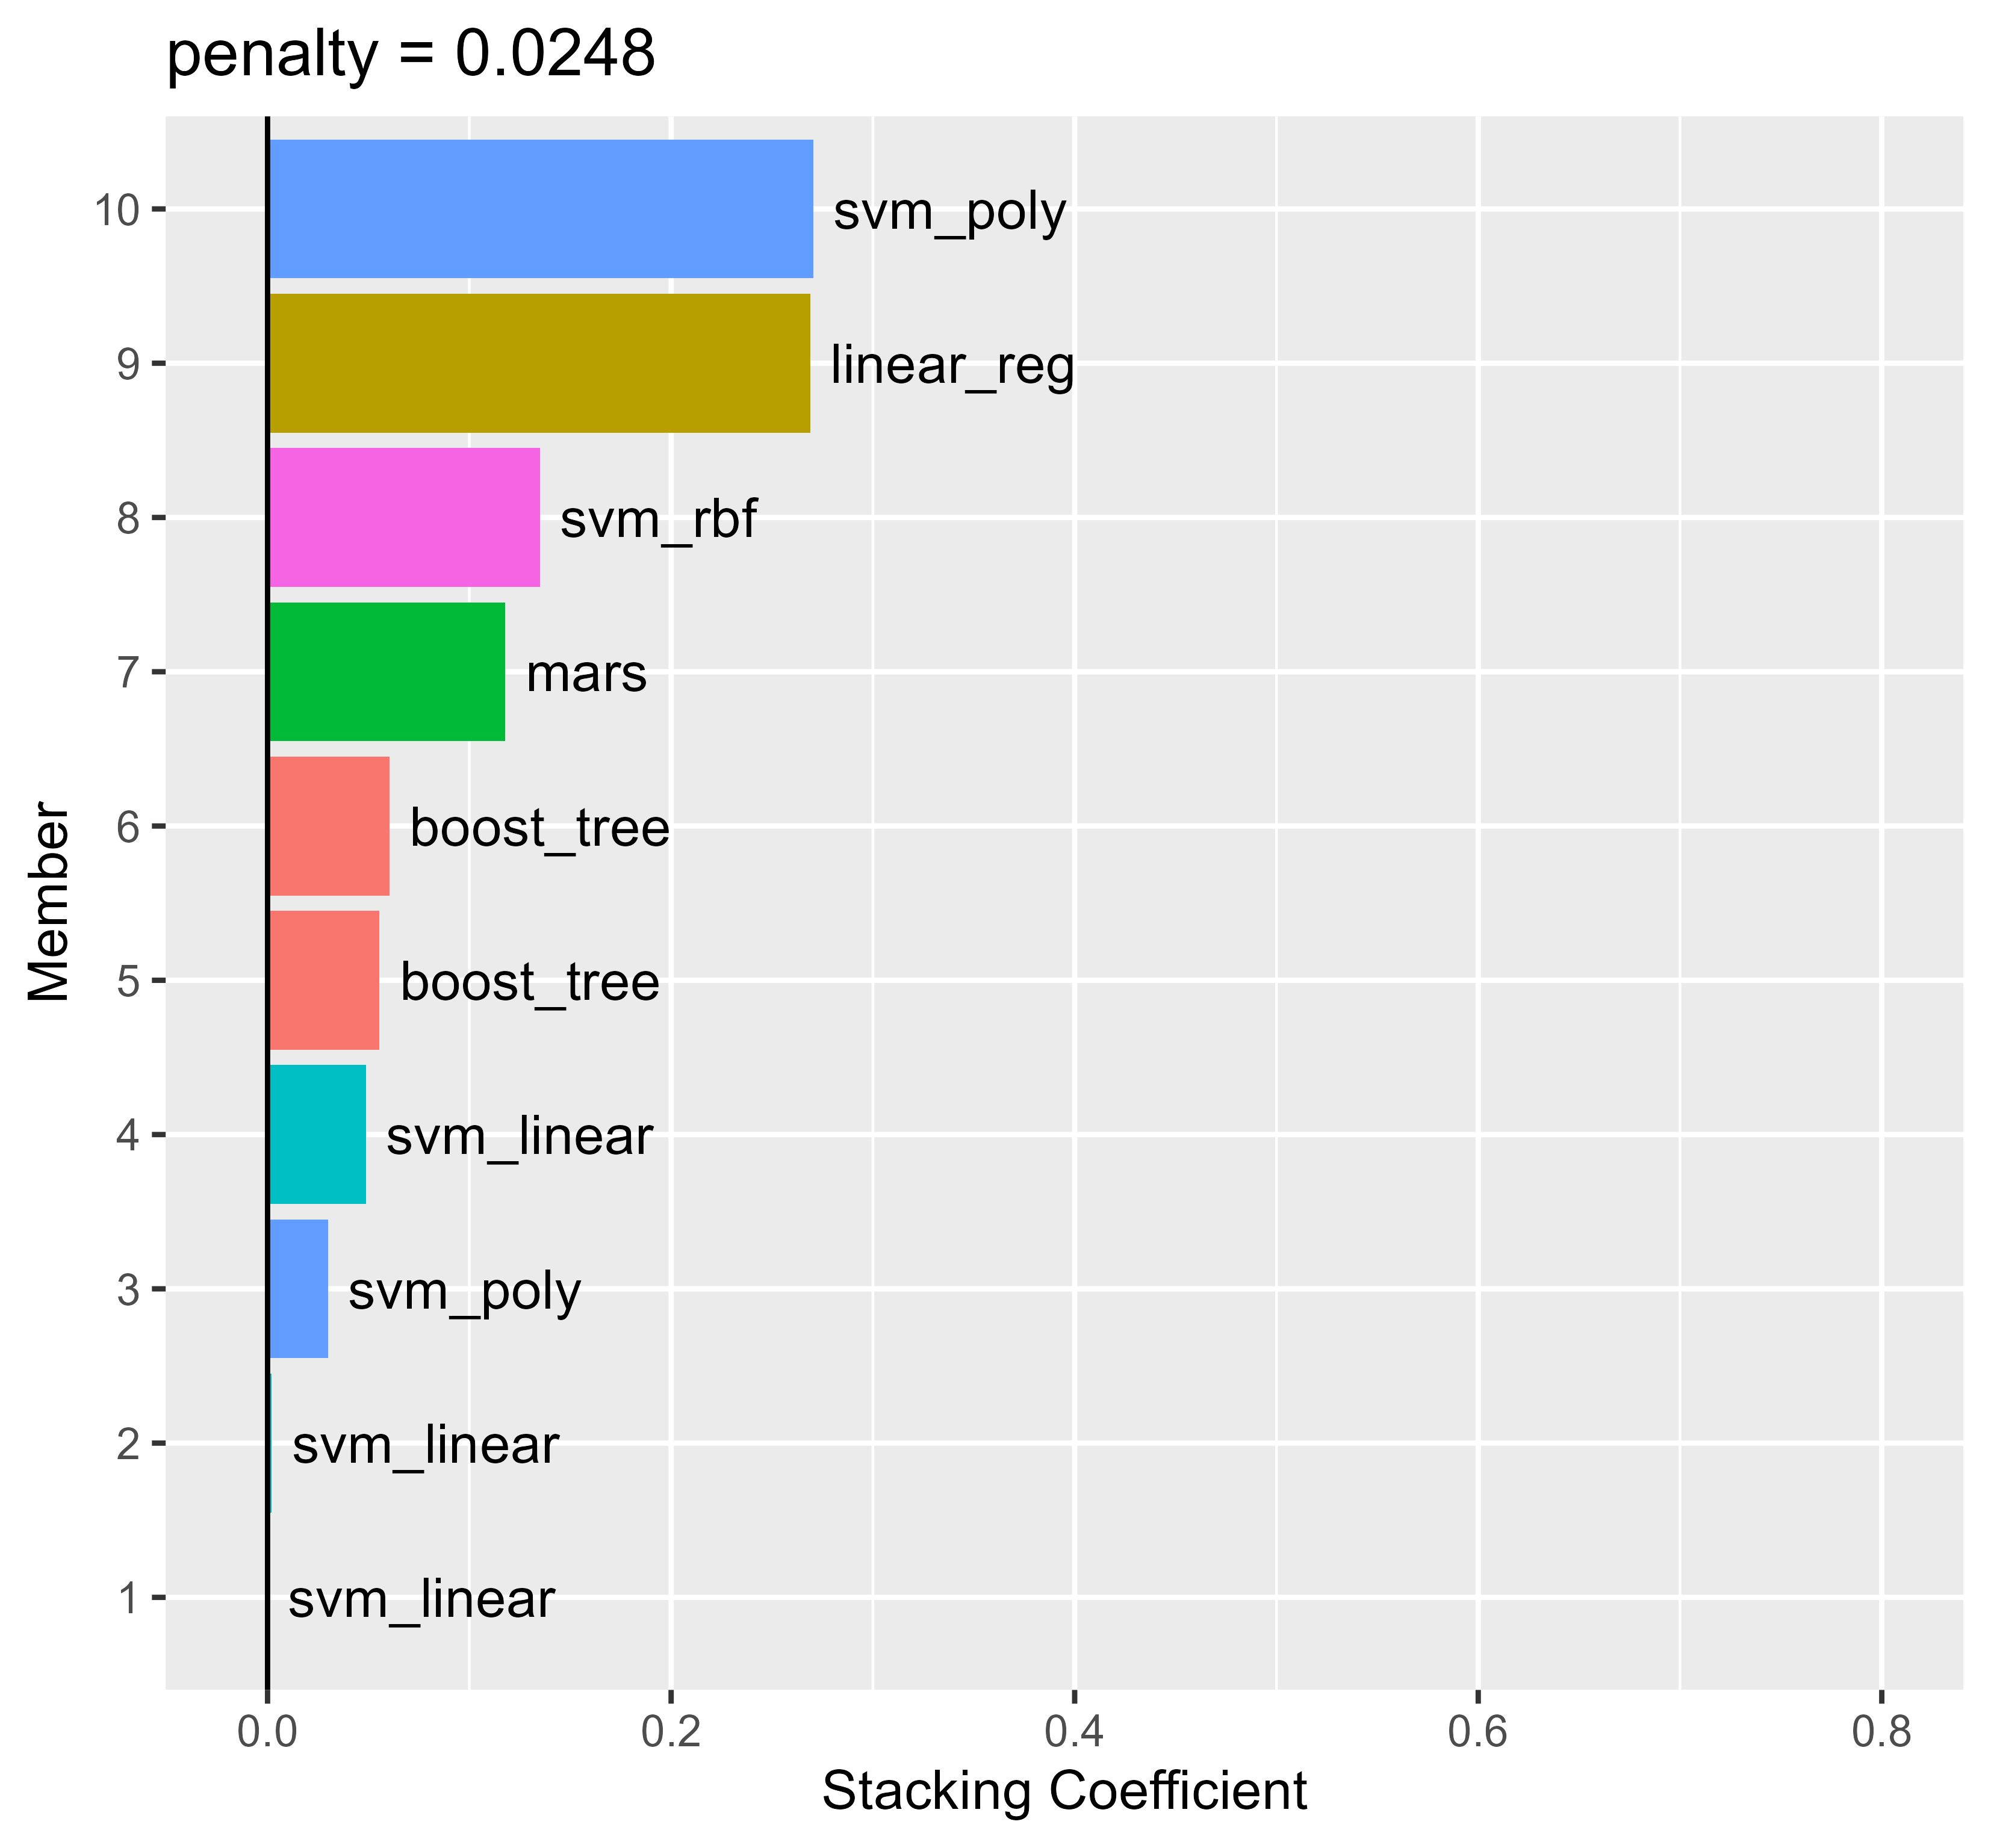 penalty = 0.0248
10
svm_poly
9
linear_reg
8
svm_rbf
7
mars
6
boost_tree
5
boost_tree
4
svm_linear
3
svm_poly
2
svm_linear
1
svm_linear
Member
0.0 0.2 0.4 0.6 0.8
Stacking Coefficient